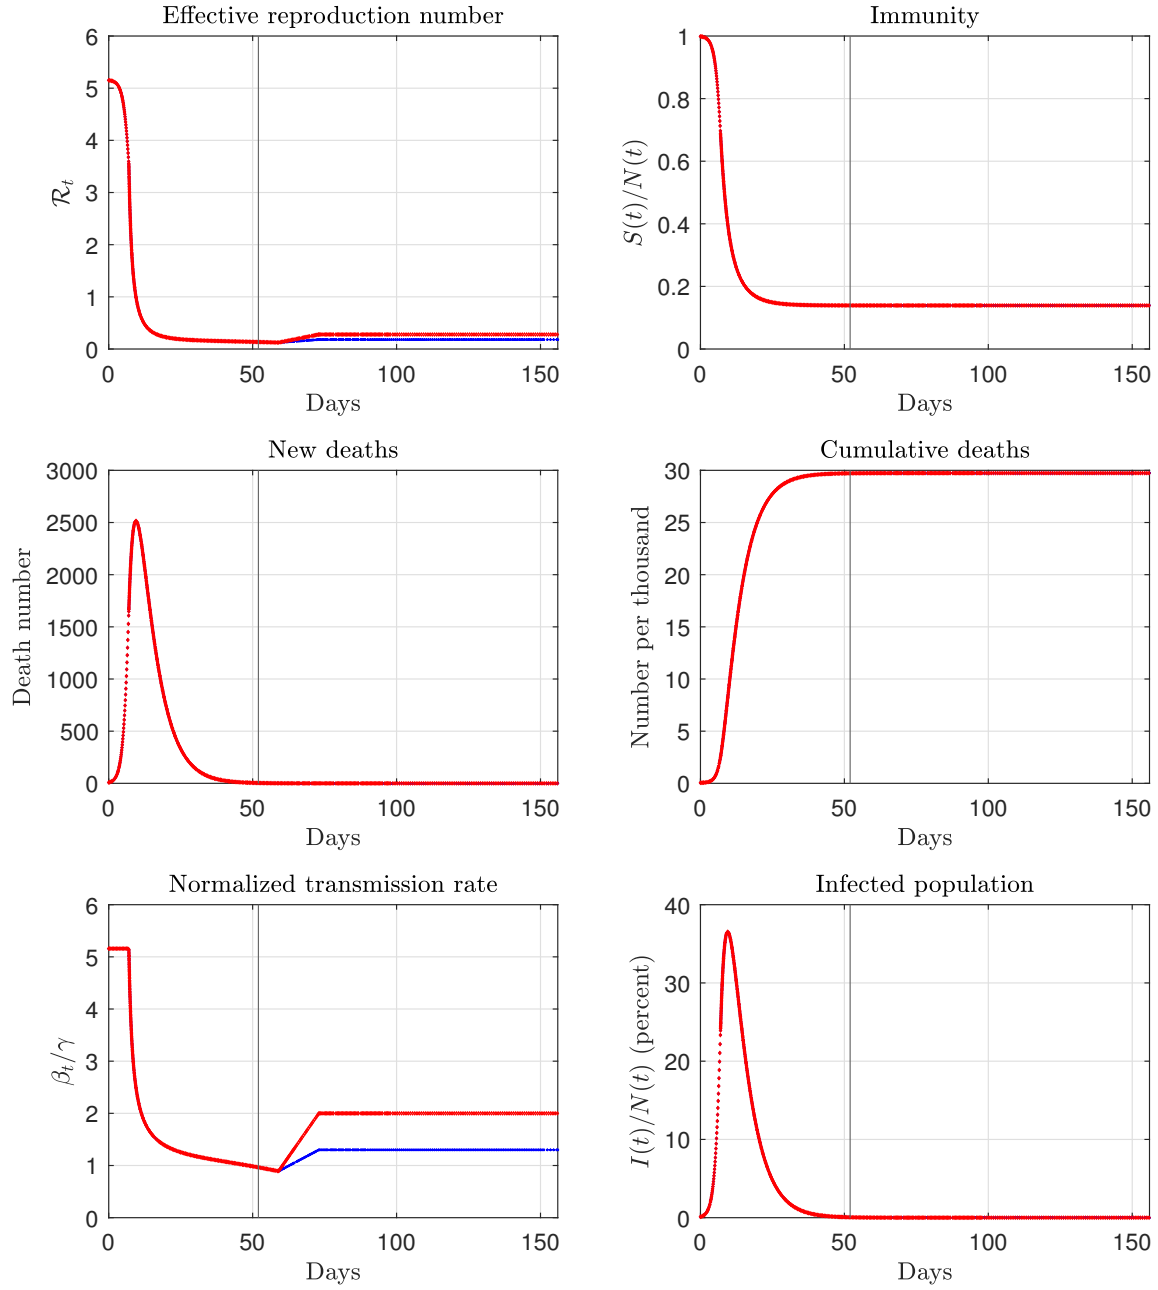 Effective reproduction number
6
5
4
3
2
1
0
ℛₜ
0 50 100 150
Days
Immunity
1
0.8
0.6
0.4
0.2
0
S(t)/N(t)
0 50 100 150
Days
New deaths
3000
2500
2000
1500
1000
500
0
Death number
0 50 100 150
Days
Cumulative deaths
30
25
20
15
10
5
0
Number per thousand
0 50 100 150
Days
Normalized transmission rate
6
5
4
3
2
1
0
βₜ/γ
0 50 100 150
Days
Infected population
40
30
20
10
0
I(t)/N(t) (percent)
0 50 100 150
Days